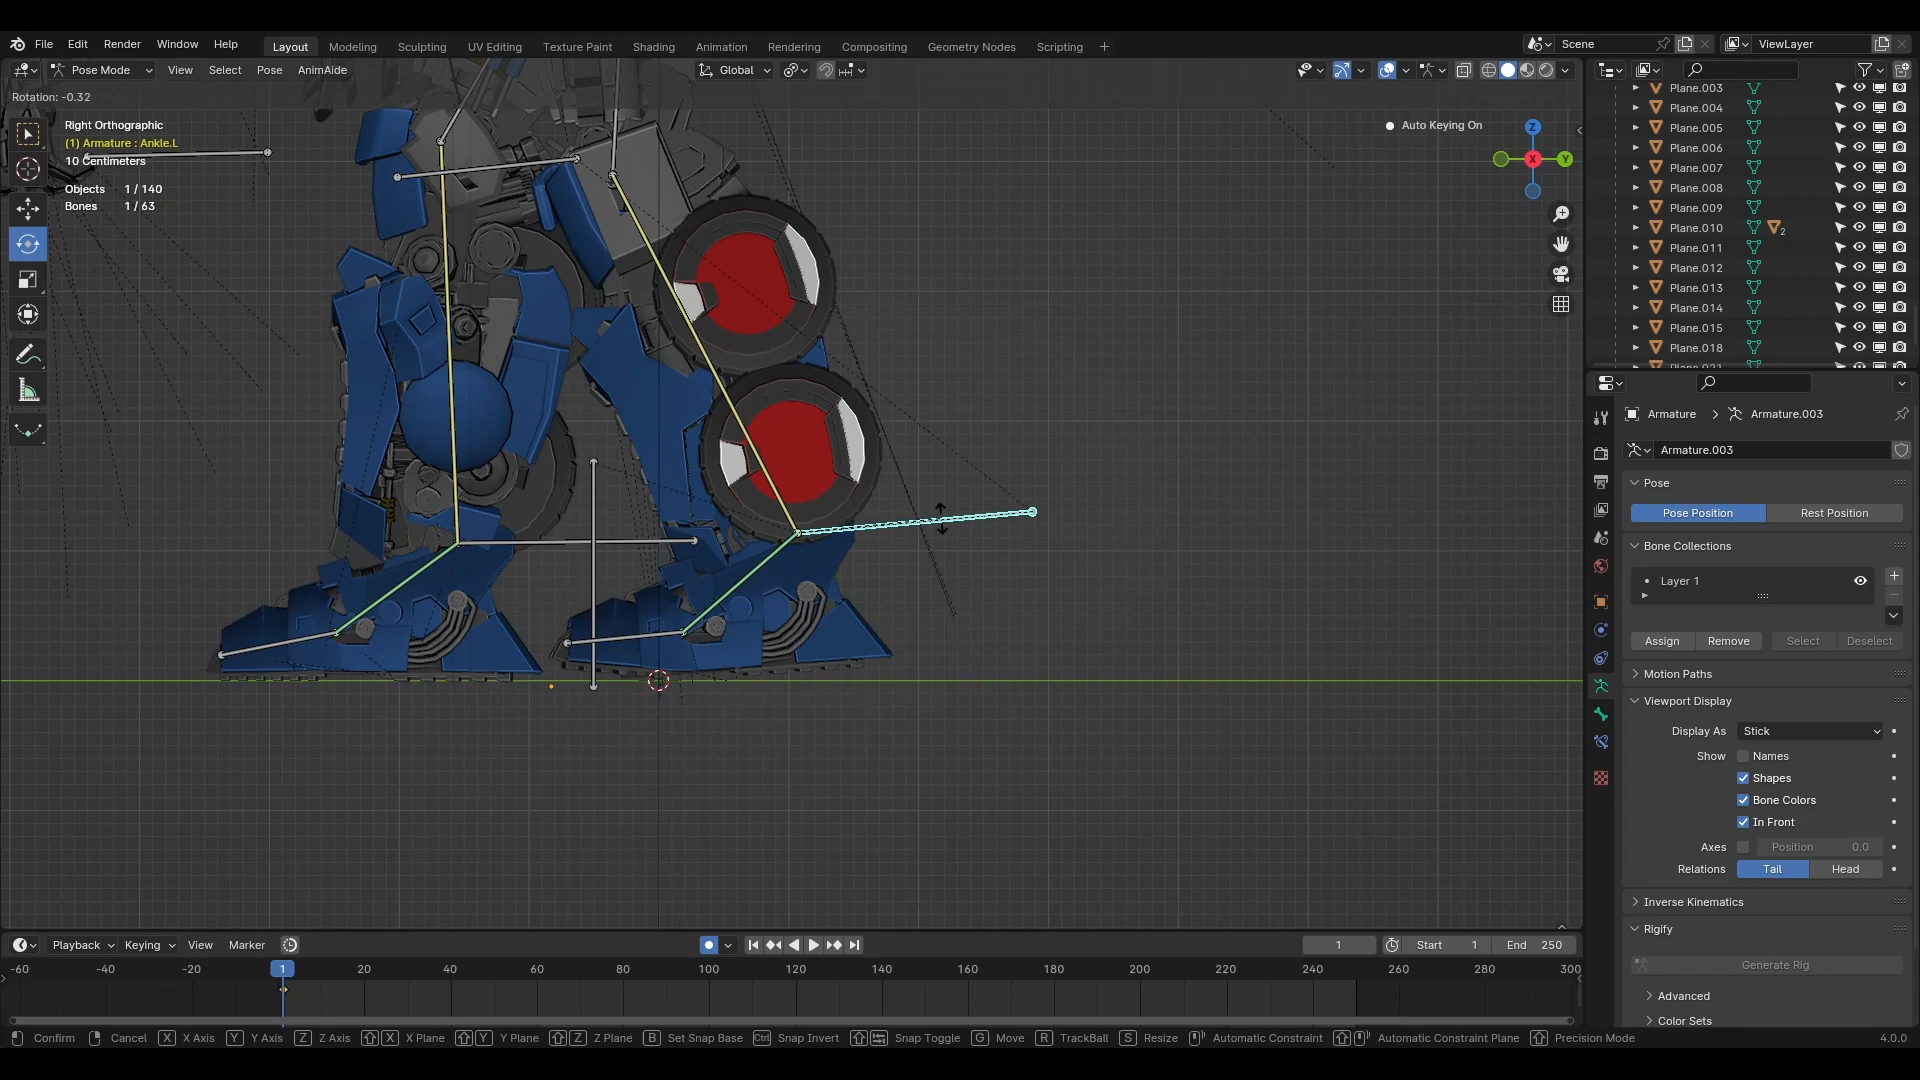 File Edit Render Window Help Layout Modeling Sculpting UV Editing Texture Paint Shading Animation Rendering Compositing Geometry Nodes Scripting + Scene ViewLayer
Pose Mode View Select Pose AnimAide Global
Rotation: -0.32
Right Orthographic
(1) Armature : Ankle.L
10 Centimeters
Objects 1 / 140
Bones 1 / 63
Auto Keying On
Z
X
Y
Plane.003
Plane.004
Plane.005
Plane.006
Plane.007
Plane.008
Plane.009
Plane.010 2
Plane.011
Plane.012
Plane.013
Plane.014
Plane.015
Plane.018
Armature > Armature.003
Armature.003
Pose
Pose Position Rest Position
Bone Collections
Layer 1
Assign Remove Select Deselect
Motion Paths
Viewport Display
Display As Stick
Show Names
Shapes
Bone Colors
In Front
Axes Position 0.0
Relations Tail Head
Inverse Kinematics
Rigify
Generate Rig
Advanced
Color Sets
Playback Keying View Marker 1 Start 1 End 250
-60 -40 -20 1 20 40 60 80 100 120 140 160 180 200 220 240 260 280 300
Confirm Cancel X X Axis Y Y Axis Z Z Axis X X Plane Y Y Plane Z Z Plane B Set Snap Base Ctrl Snap Invert Snap Toggle G Move R TrackBall S Resize Automatic Constraint Automatic Constraint Plane Precision Mode 4.0.0